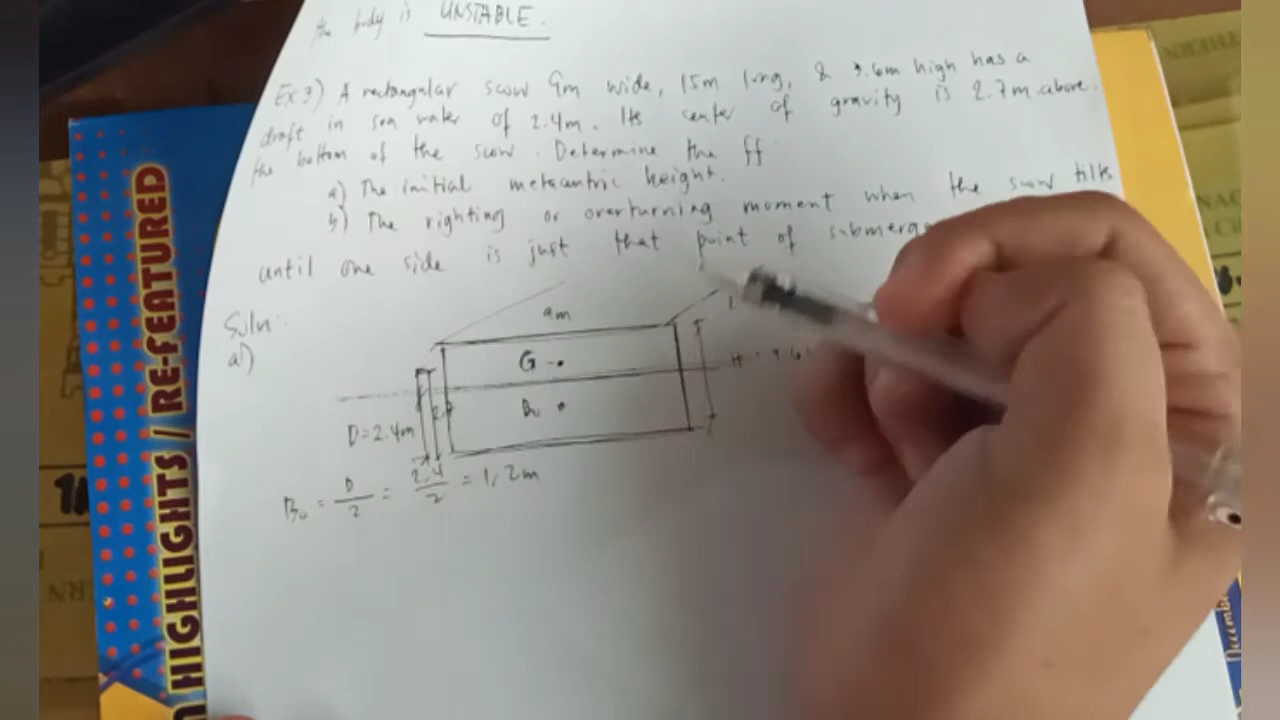 the body is UNSTABLE.
Ex 3) A rectangular scow 9m wide, 15m long, & 3.6m high has a
draft in sea water of 2.4m. Its center of gravity is 2.7m above
the bottom of the scow. Determine the ff
a) The initial metacentric height.
b) The righting or overturning moment when the scow tilts
until one side is just that point of
Soln:
a)
9m
G
Bo
D=2.4m
Bo = D/2 = 2.4/2 = 1.2m
IN HIGHLIGHTS / RE-FEATURED